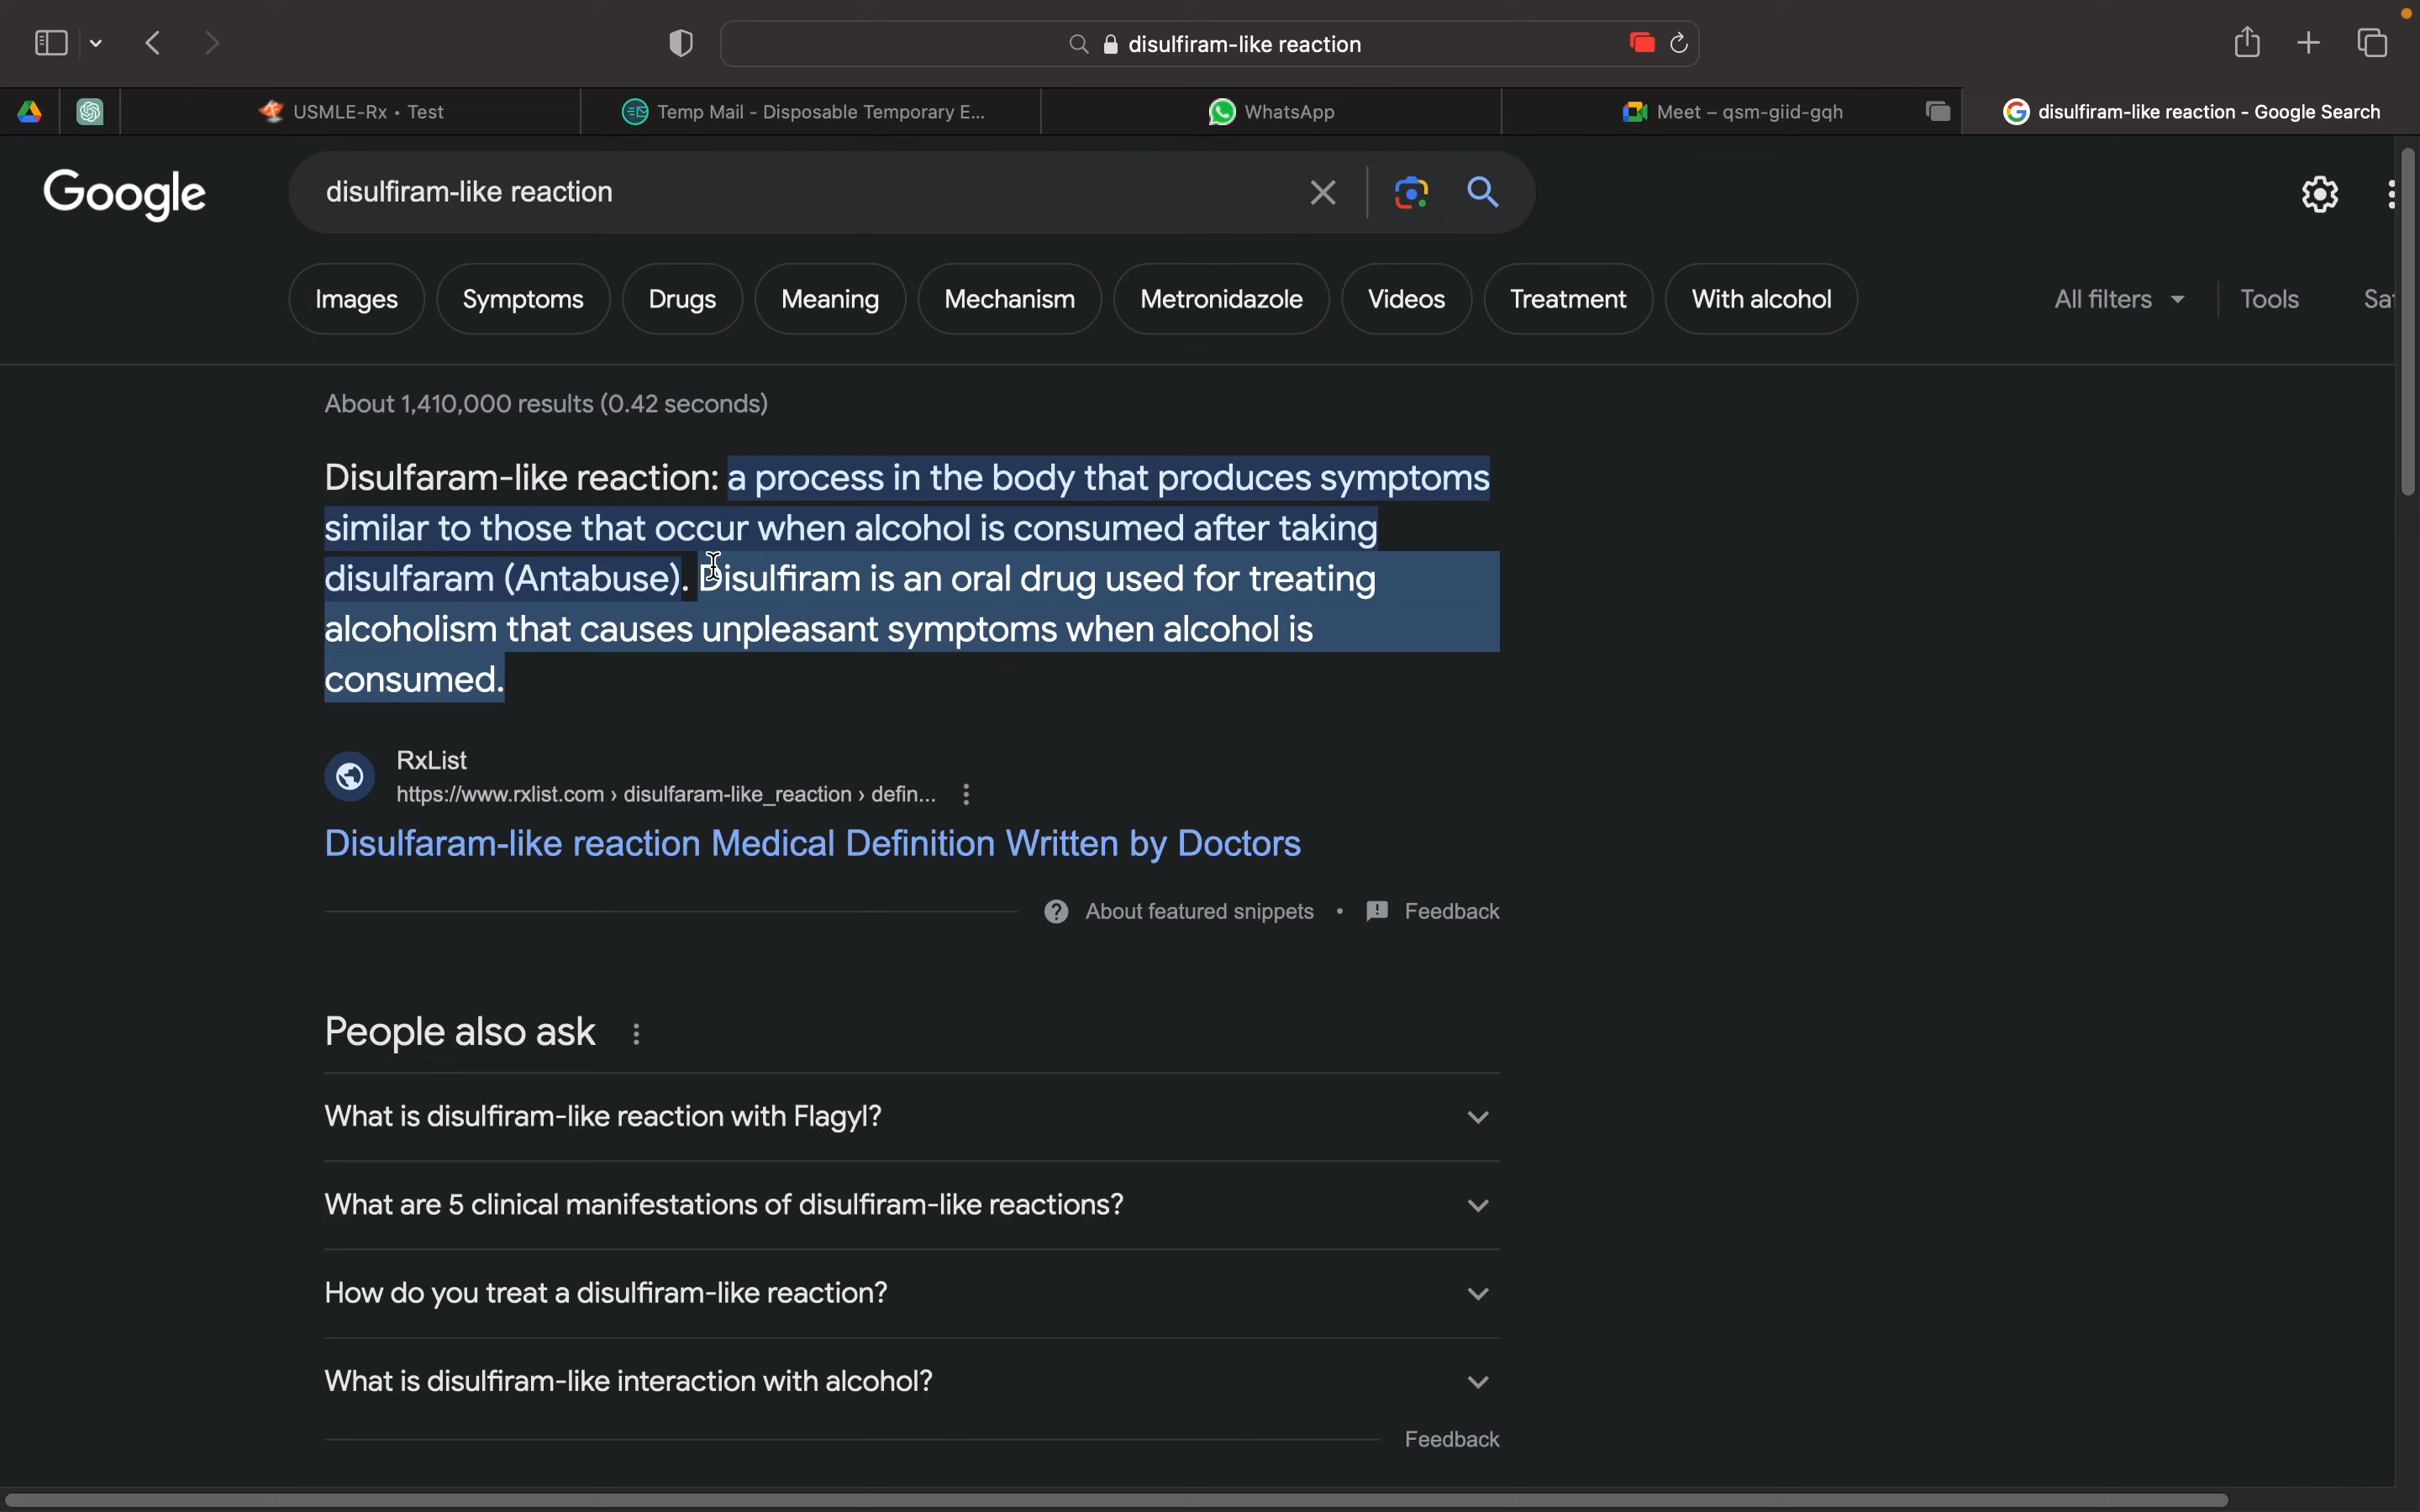 disulfiram-like reaction
USMLE-Rx • Test
Temp Mail - Disposable Temporary E...
WhatsApp
Meet – qsm-giid-gqh
disulfiram-like reaction - Google Search
Google
disulfiram-like reaction
Images
Symptoms
Drugs
Meaning
Mechanism
Metronidazole
Videos
Treatment
With alcohol
All filters
Tools
Saf
About 1,410,000 results (0.42 seconds)
Disulfaram-like reaction: a process in the body that produces symptoms
similar to those that occur when alcohol is consumed after taking
disulfaram (Antabuse). Disulfiram is an oral drug used for treating
alcoholism that causes unpleasant symptoms when alcohol is
consumed.
RxList
https://www.rxlist.com › disulfaram-like_reaction › defin...
Disulfaram-like reaction Medical Definition Written by Doctors
About featured snippets • Feedback
People also ask
What is disulfiram-like reaction with Flagyl?
What are 5 clinical manifestations of disulfiram-like reactions?
How do you treat a disulfiram-like reaction?
What is disulfiram-like interaction with alcohol?
Feedback